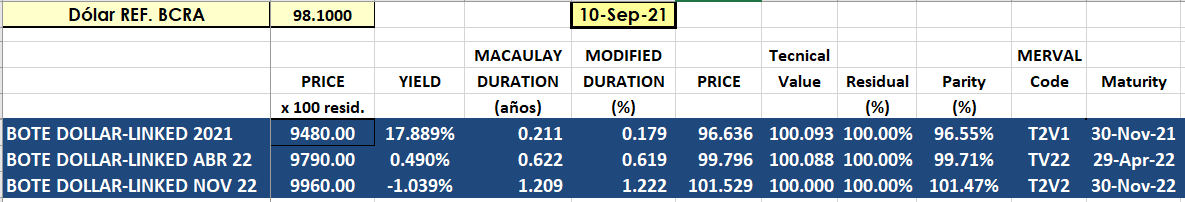 Dólar REF. BCRA 98.1000 10-Sep-21
MACAULAY MODIFIED Tecnical MERVAL
PRICE YIELD DURATION DURATION PRICE Value Residual Parity Code Maturity
x 100 resid. (años) (%) (%) (%)
BOTE DOLLAR-LINKED 2021 9480.00 17.889% 0.211 0.179 96.636 100.093 100.00% 96.55% T2V1 30-Nov-21
BOTE DOLLAR-LINKED ABR 22 9790.00 0.490% 0.622 0.619 99.796 100.088 100.00% 99.71% TV22 29-Apr-22
BOTE DOLLAR-LINKED NOV 22 9960.00 -1.039% 1.209 1.222 101.529 100.000 100.00% 101.47% T2V2 30-Nov-22